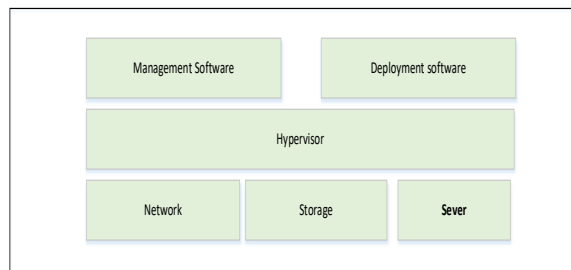 Management Software
Deployment software
Hypervisor
Network
Storage
Sever